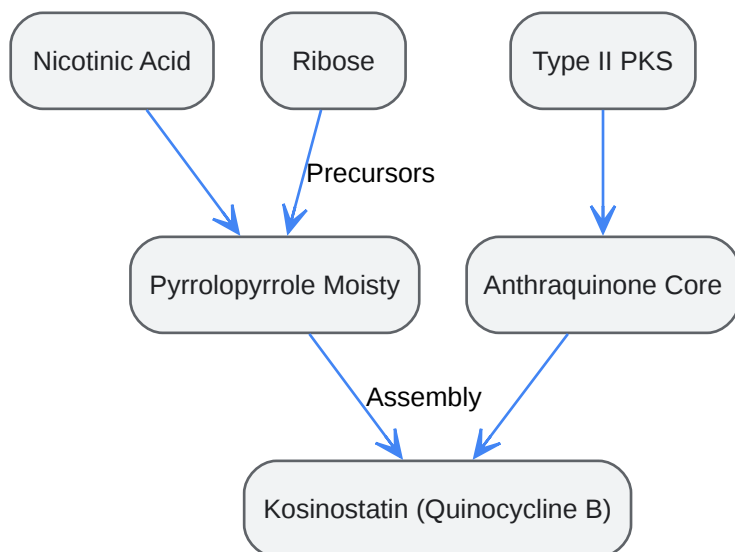 Nicotinic Acid
Ribose
Type II PKS
Precursors
Pyrrolopyrrole Moisty
Anthraquinone Core
Assembly
Kosinostatin (Quinocycline B)